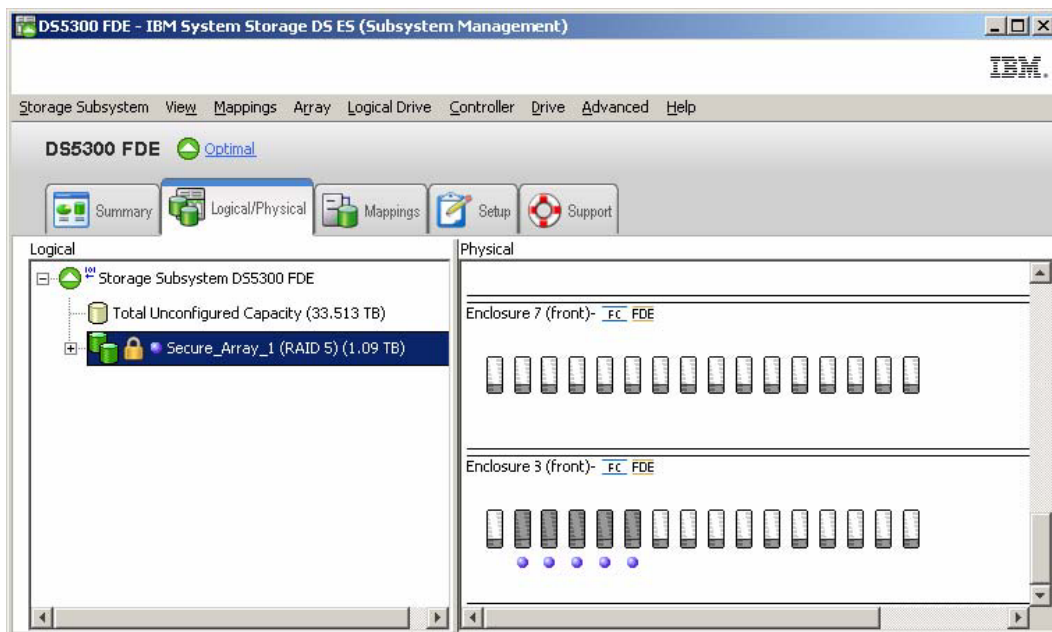 DS5300 FDE - IBM System Storage DS ES (Subsystem Management)
IBM.
Storage Subsystem View Mappings Array Logical Drive Controller Drive Advanced Help
DS5300 FDE Optimal
Summary Logical/Physical Mappings Setup Support
Logical
Storage Subsystem DS5300 FDE
Total Unconfigured Capacity (33.513 TB)
Secure_Array_1 (RAID 5) (1.09 TB)
Physical
Enclosure 7 (front)- FC FDE
Enclosure 3 (front)- FC FDE